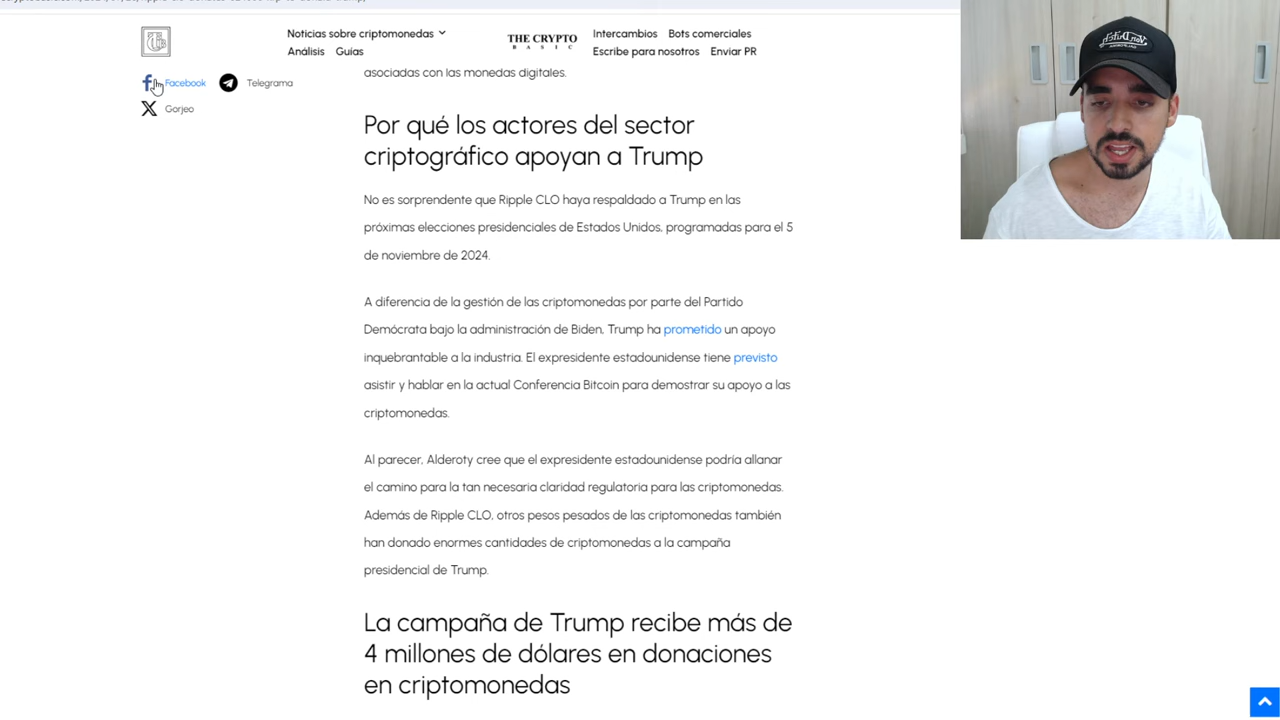 Noticias sobre criptomonedas
Análisis Guías
THE CRYPTO
BASIC
Intercambios Bots comerciales
Escribe para nosotros Enviar PR
Facebook Telegrama
Gorjeo
asociadas con las monedas digitales.
Por qué los actores del sector
criptográfico apoyan a Trump
No es sorprendente que Ripple CLO haya respaldado a Trump en las
próximas elecciones presidenciales de Estados Unidos, programadas para el 5
de noviembre de 2024.
A diferencia de la gestión de las criptomonedas por parte del Partido
Demócrata bajo la administración de Biden, Trump ha prometido un apoyo
inquebrantable a la industria. El expresidente estadounidense tiene previsto
asistir y hablar en la actual Conferencia Bitcoin para demostrar su apoyo a las
criptomonedas.
Al parecer, Alderoty cree que el expresidente estadounidense podría allanar
el camino para la tan necesaria claridad regulatoria para las criptomonedas.
Además de Ripple CLO, otros pesos pesados de las criptomonedas también
han donado enormes cantidades de criptomonedas a la campaña
presidencial de Trump.
La campaña de Trump recibe más de
4 millones de dólares en donaciones
en criptomonedas